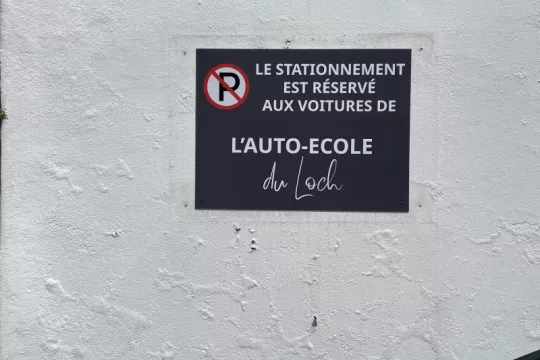 P
LE STATIONNEMENT
EST RÉSERVÉ
AUX VOITURES DE
L'AUTO-ECOLE
du Loch